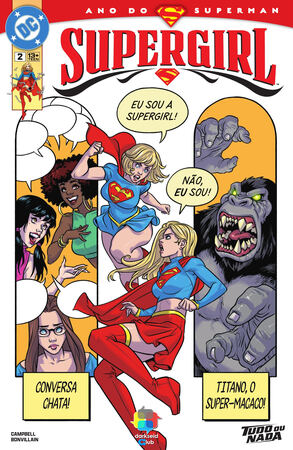 ANO DO SUPERMAN
DC
SUPERGIRL
2
13+
EU SOU A
SUPERGIRL!
NÃO,
EU SOU!
CONVERSA
CHATA!
TITANO, O
SUPER-MACACO!
CAMPBELL
BONVILLAIN
darkseid
club
TUDO OU
NADA